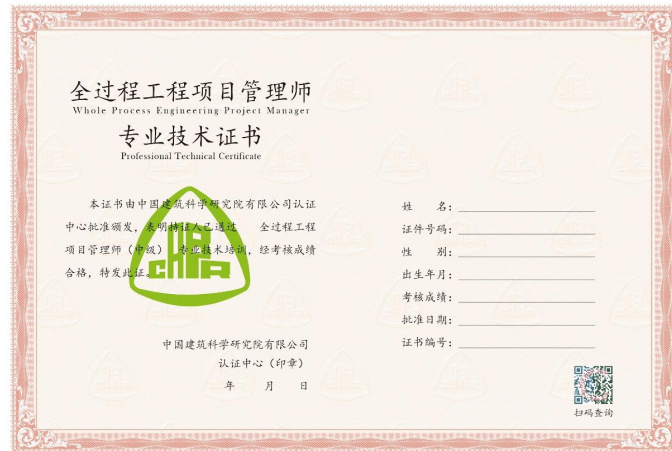 全过程工程项目管理师
Whole Process Engineering Project Manager
专业技术证书
Professional Technical Certificate
本证书由中国建筑科学研究院有限公司认证
中心批准颁发，表明持证人已通过 全过程工程
项目管理师（中级） 专业技术培训，经考核成绩
合格，特发此证。
中国建筑科学研究院有限公司
认证中心（印章）
年 月 日
姓 名：
证件号码：
性 别：
出生年月：
考核成绩：
批准日期：
证书编号：
扫码查询